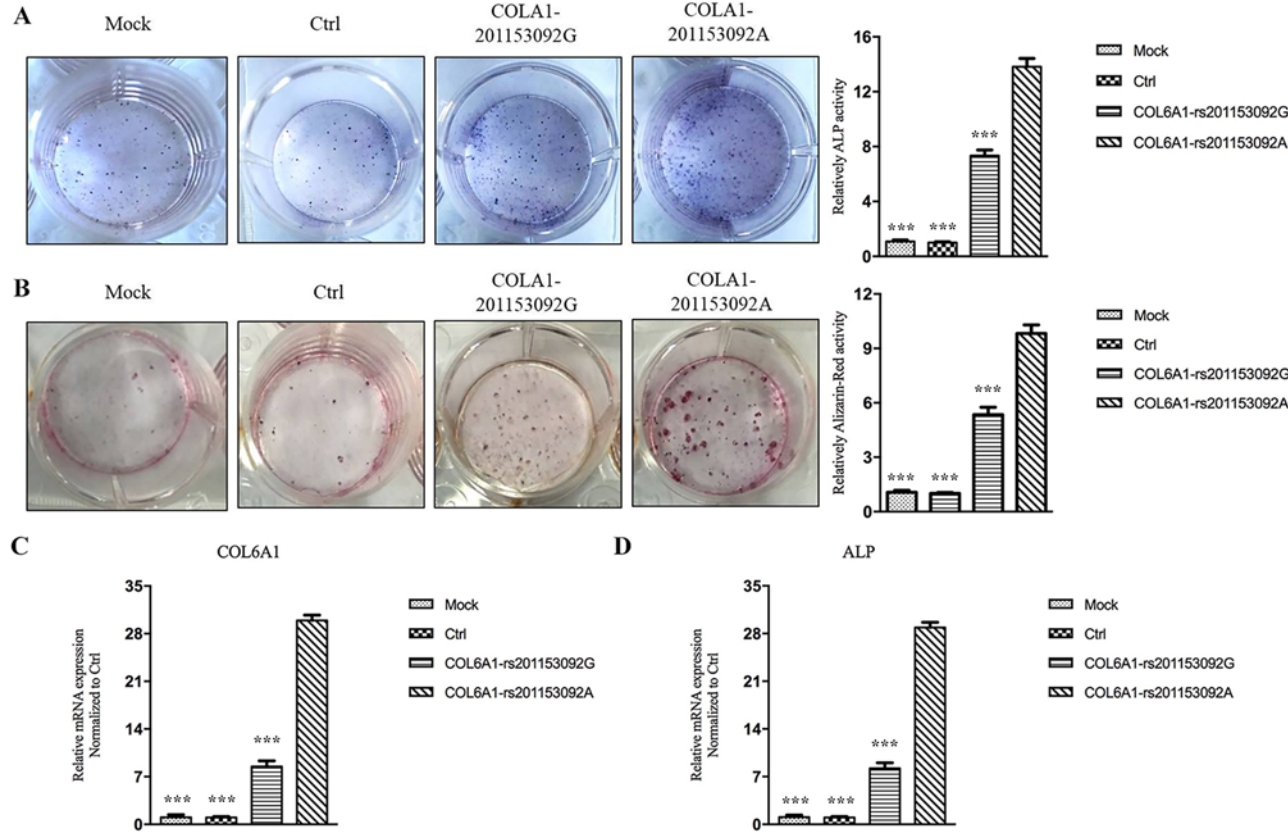 A
Mock
Ctrl
COLA1-
201153092G
COLA1-
201153092A
Relatively ALP activity
16
12
8
4
0
***
***
***
Mock
Ctrl
COL6A1-rs201153092G
COL6A1-rs201153092A
B
Mock
Ctrl
COLA1-
201153092G
COLA1-
201153092A
Relatively Alizarin-Red activity
12
9
6
3
0
***
***
***
Mock
Ctrl
COL6A1-rs201153092G
COL6A1-rs201153092A
C
COL6A1
Relative mRNA expression
Normalized to Ctrl
35
28
21
14
7
0
***
***
***
Mock
Ctrl
COL6A1-rs201153092G
COL6A1-rs201153092A
D
ALP
Relative mRNA expression
Normalized to Ctrl
35
28
21
14
7
0
***
***
***
Mock
Ctrl
COL6A1-rs201153092G
COL6A1-rs201153092A